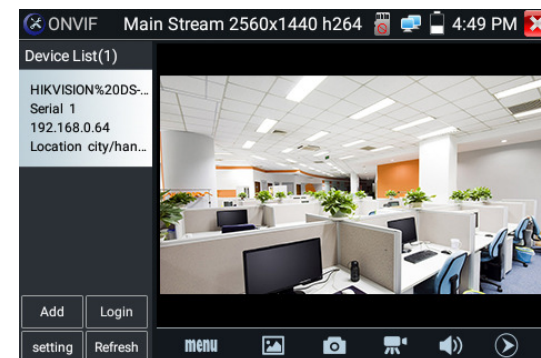 ONVIF Main Stream 2560x1440 h264 4:49 PM
Device List(1)
HIKVISION%20DS-...
Serial 1
192.168.0.64
Location city/han...
Add Login
setting Refresh
menu